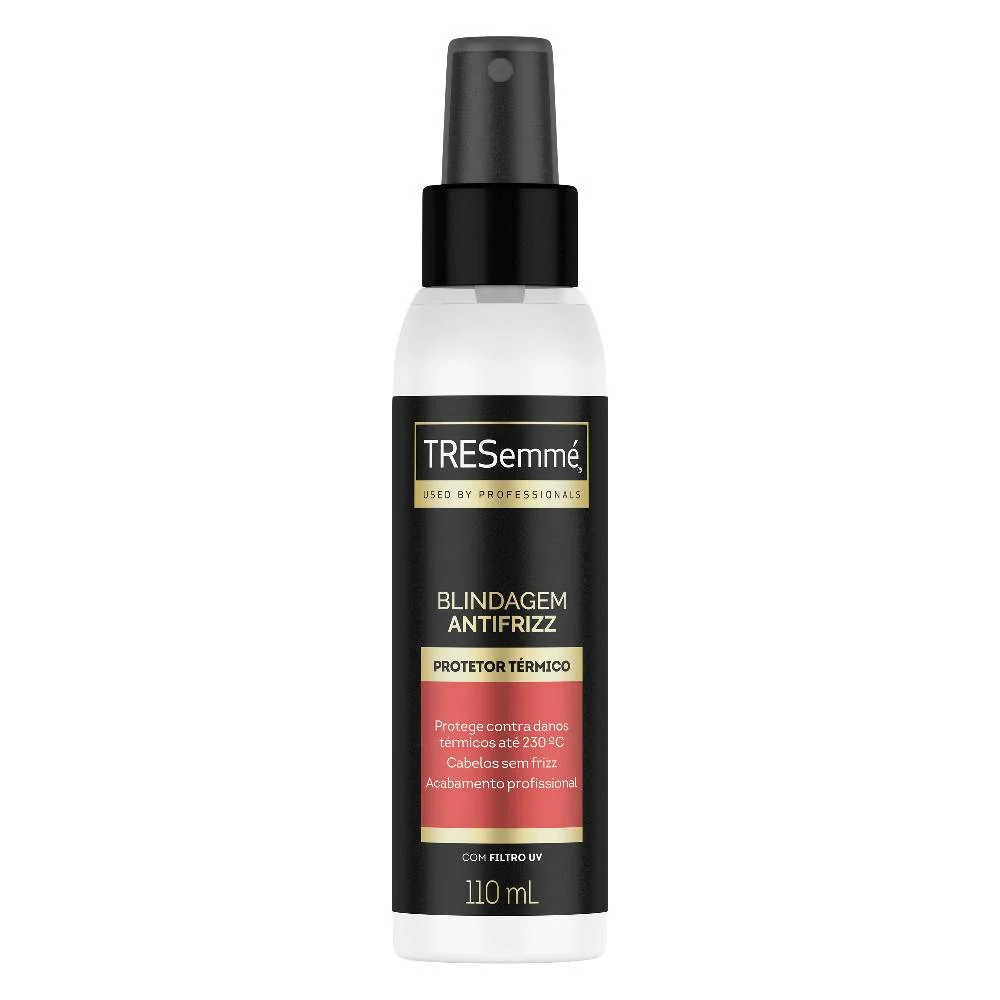 TRESemmé
USED BY PROFESSIONALS
BLINDAGEM
ANTIFRIZZ
PROTETOR TÉRMICO
Protege contra danos
térmicos até 230 ºC
Cabelos sem frizz
Acabamento profissional
COM FILTRO UV
110 mL